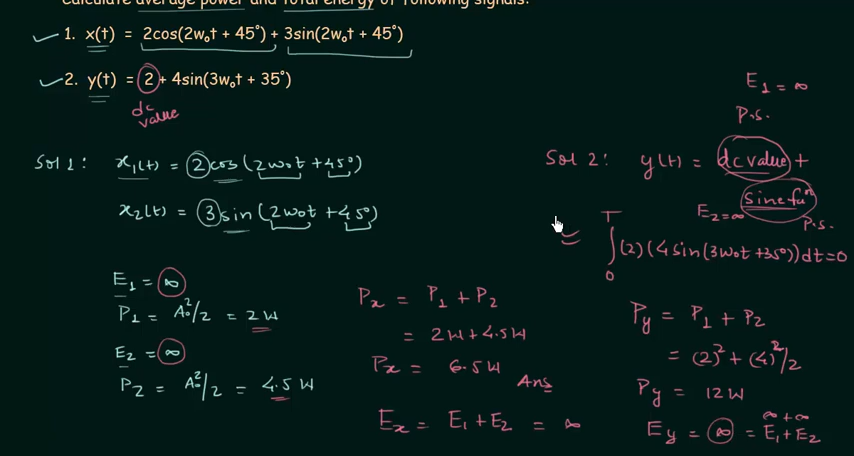 Calculate average power and total energy of following signals.
1. x(t) = 2cos(2w₀t + 45°) + 3sin(2w₀t + 45°)
2. y(t) = 2 + 4sin(3w₀t + 35°)
dc value
Sol 1: x₁(t) = 2cos(2w₀t + 45°)
x₂(t) = 3sin(2w₀t + 45°)
E₁ = ∞
P₁ = A₀²/2 = 2W
E₂ = ∞
P₂ = A₀²/2 = 4.5W
Pₓ = P₁ + P₂
= 2W + 4.5W
Pₓ = 6.5W
Ans
Eₓ = E₁ + E₂ = ∞
E₁ = ∞
P.S.
Sol 2: y(t) = dc value +
sine fuⁿ
E₂ = ∞
P.S.
∫₀ᵀ (2)(4sin(3w₀t + 35°))dt = 0
Py = P₁ + P₂
= (2)² + (4)²/2
Py = 12W
∞ + ∞
Ey = ∞ = E₁ + E₂